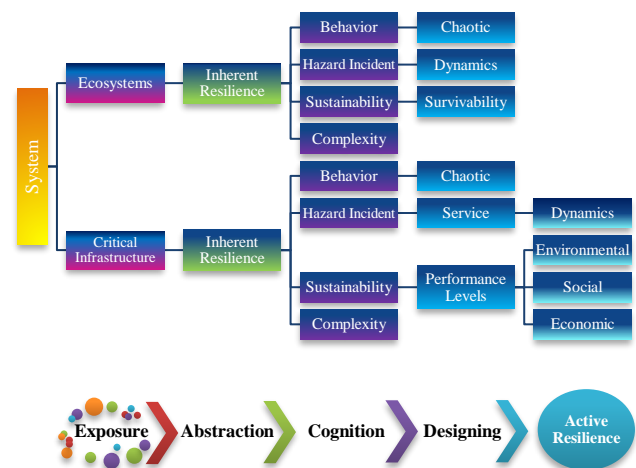 System
Ecosystems
Inherent
Resilience
Behavior
Chaotic
Hazard Incident
Dynamics
Sustainability
Survivability
Complexity
Critical
Infrastructure
Inherent
Resilience
Behavior
Chaotic
Hazard Incident
Service
Dynamics
Sustainability
Performance
Levels
Environmental
Social
Economic
Complexity
Exposure
Abstraction
Cognition
Designing
Active
Resilience